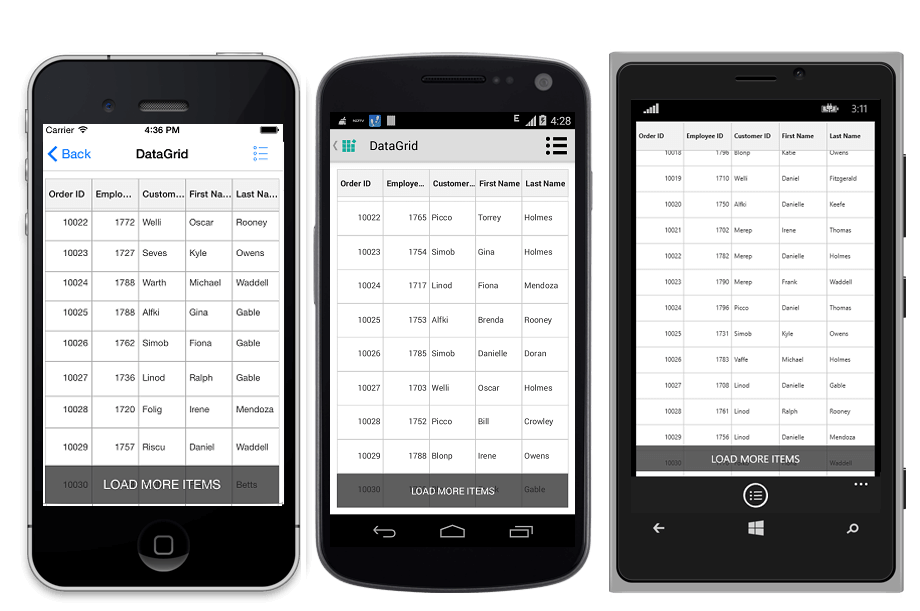 Carrier 4:36 PM
Back DataGrid
Order ID Emplo... Custom... First Na... Last Na...
10022 1772 Welli Oscar Rooney
10023 1727 Seves Kyle Owens
10024 1788 Warth Michael Waddell
10025 1788 Alfki Gina Gable
10026 1762 Simob Fiona Gable
10027 1736 Linod Ralph Gable
10028 1720 Folig Irene Mendoza
10029 1757 Riscu Daniel Waddell
10030 Betts
LOAD MORE ITEMS
E 4:28
DataGrid
Order ID Employe... Customer... First Name Last Name
10022 1765 Picco Torrey Holmes
10023 1754 Simob Gina Holmes
10024 1717 Linod Fiona Mendoza
10025 1753 Alfki Brenda Rooney
10026 1785 Simob Danielle Doran
10027 1703 Welli Oscar Holmes
10028 1752 Picco Bill Crowley
10029 1788 Blonp Irene Owens
10030 Gable
LOAD MORE ITEMS
3:11
Order ID Employee ID Customer ID First Name Last Name
10018 1796 Blonp Katie Owens
10019 1710 Welli Daniel Fitzgerald
10020 1750 Alfki Danielle Keefe
10021 1702 Merep Irene Thomas
10022 1782 Merep Danielle Holmes
10023 1790 Merep Frank Waddell
10024 1796 Picco Daniel Thomas
10025 1731 Simob Kyle Owens
10026 1783 Vaffe Michael Holmes
10027 1708 Linod Danielle Gable
10028 1761 Linod Ralph Rooney
10029 1756 Linod Danielle Mendoza
10030 Waddell
LOAD MORE ITEMS